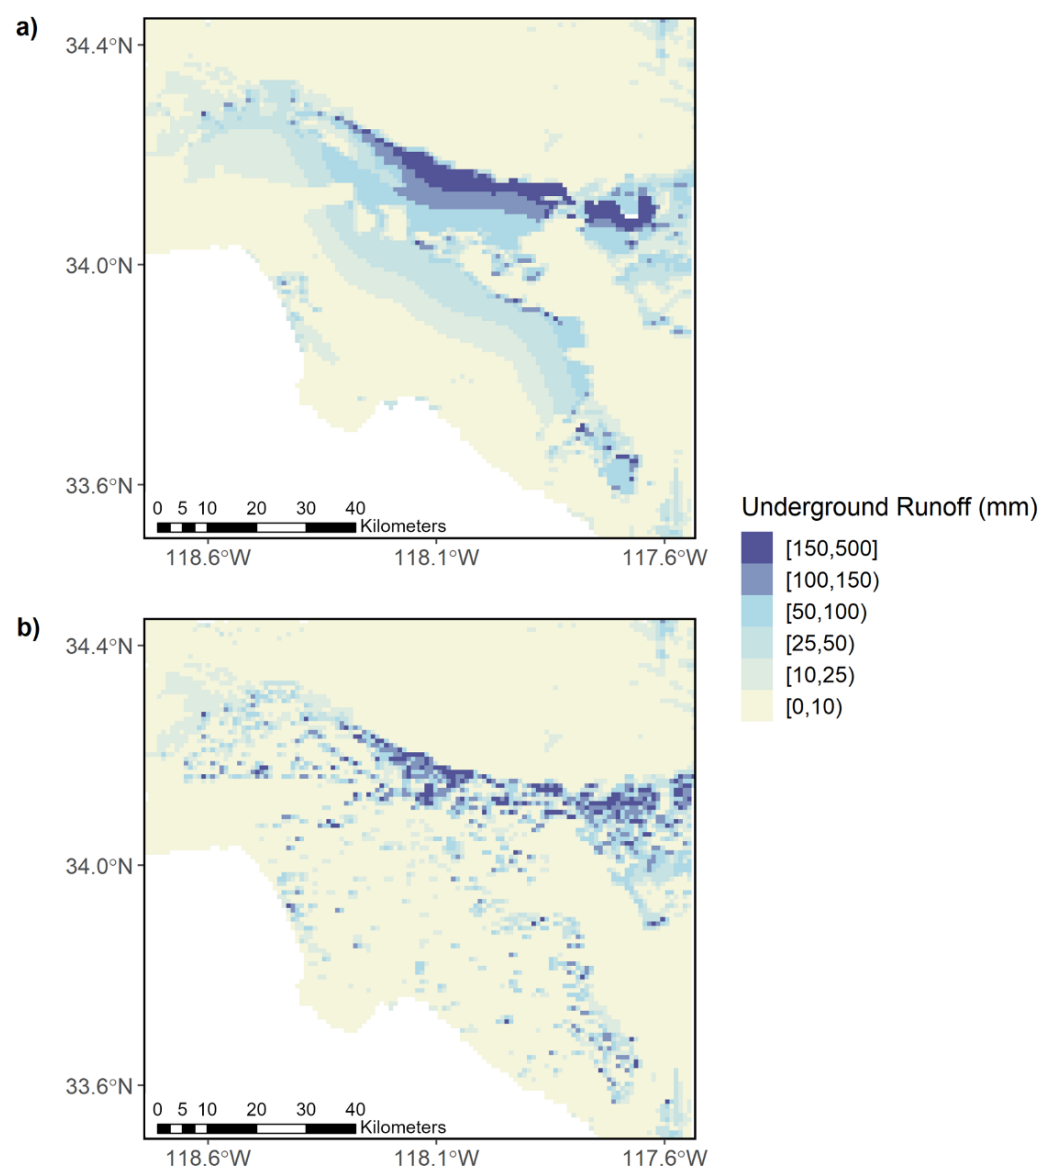 a)
34.4°N
34.0°N
33.6°N
0 5 10 20 30 40
Kilometers
118.6°W 118.1°W 117.6°W
Underground Runoff (mm)
[150,500]
[100,150)
[50,100)
[25,50)
[10,25)
[0,10)
b)
34.4°N
34.0°N
33.6°N
0 5 10 20 30 40
Kilometers
118.6°W 118.1°W 117.6°W